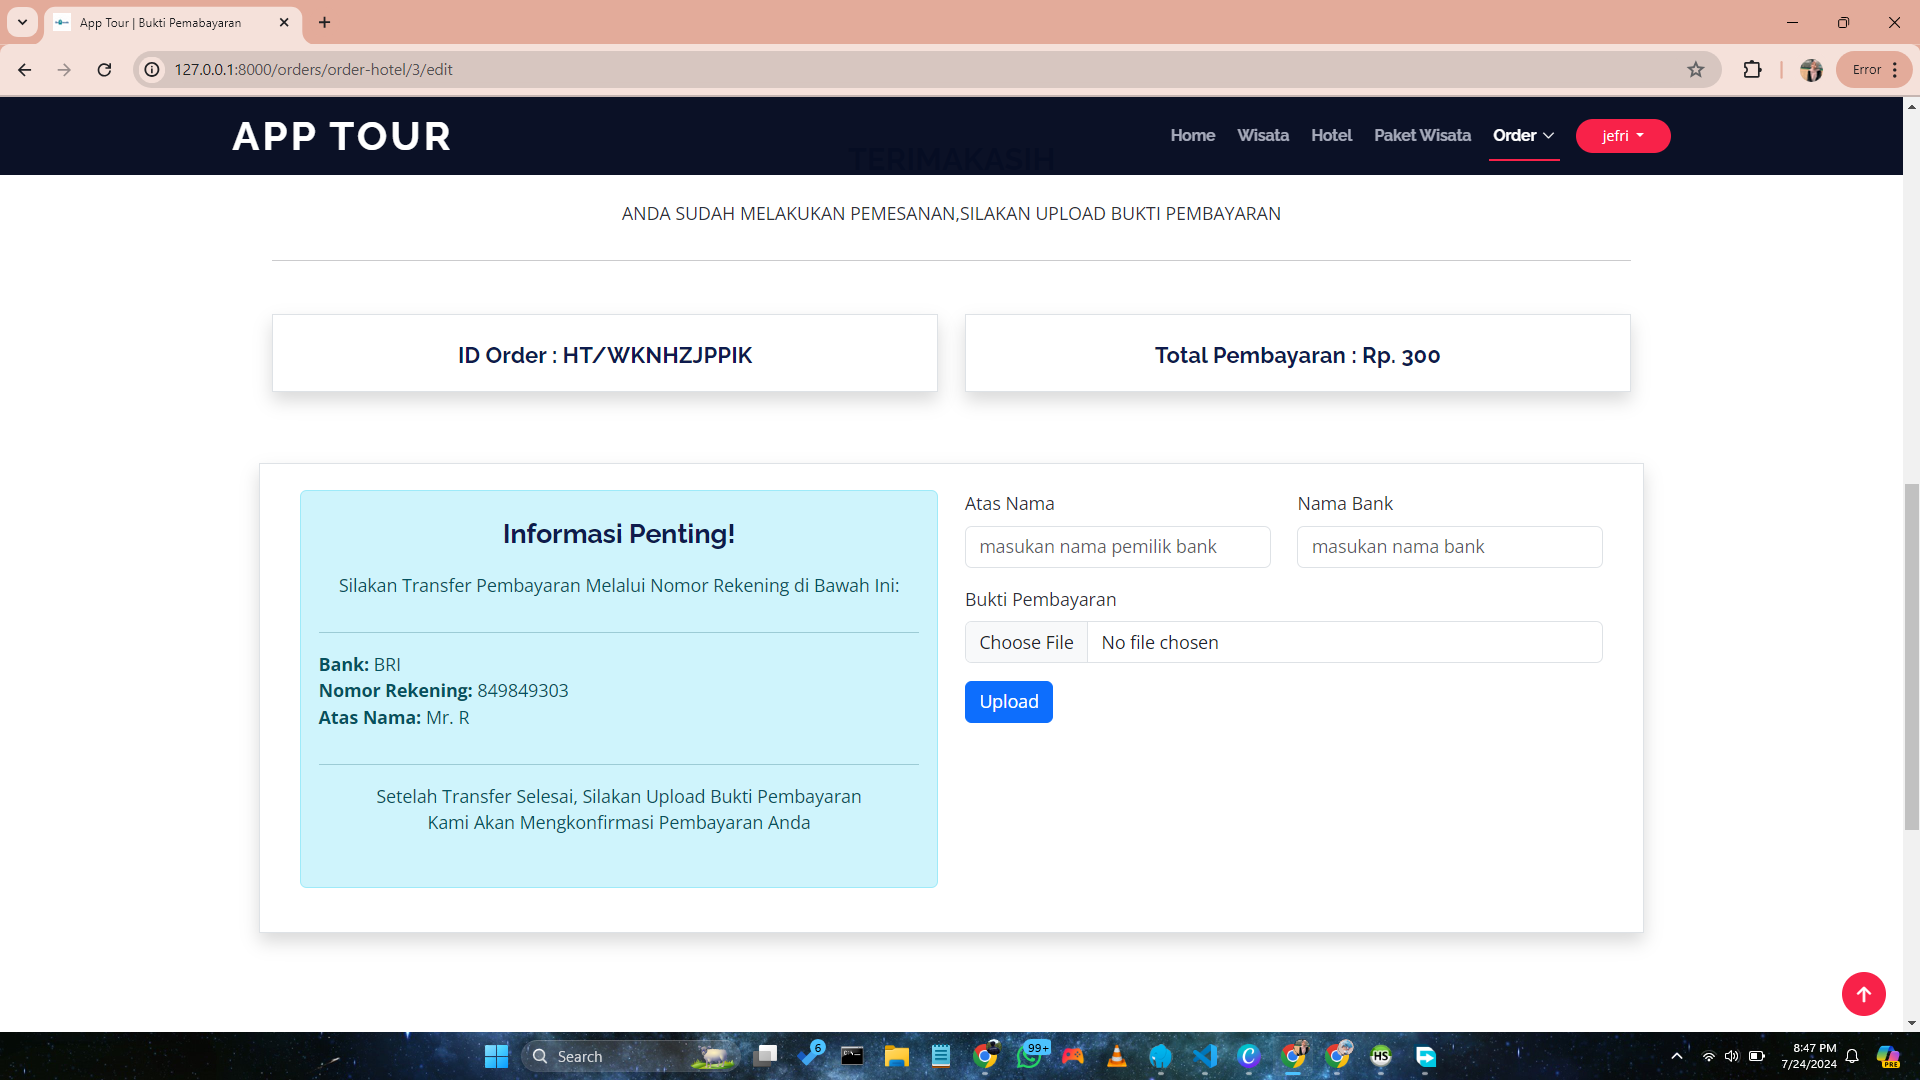 App Tour | Bukti Pemabayaran
127.0.0.1:8000/orders/order-hotel/3/edit
Error
APP TOUR
Home
Wisata
Hotel
Paket Wisata
Order
jefri
TERIMAKASIH
ANDA SUDAH MELAKUKAN PEMESANAN,SILAKAN UPLOAD BUKTI PEMBAYARAN
ID Order : HT/WKNHZJPPIK
Total Pembayaran : Rp. 300
Informasi Penting!
Silakan Transfer Pembayaran Melalui Nomor Rekening di Bawah Ini:
Bank: BRI
Nomor Rekening: 849849303
Atas Nama: Mr. R
Setelah Transfer Selesai, Silakan Upload Bukti Pembayaran
Kami Akan Mengkonfirmasi Pembayaran Anda
Atas Nama
masukan nama pemilik bank
Nama Bank
masukan nama bank
Bukti Pembayaran
Choose File
No file chosen
Upload
Search
6
99+
HS
8:47 PM
7/24/2024
PRE